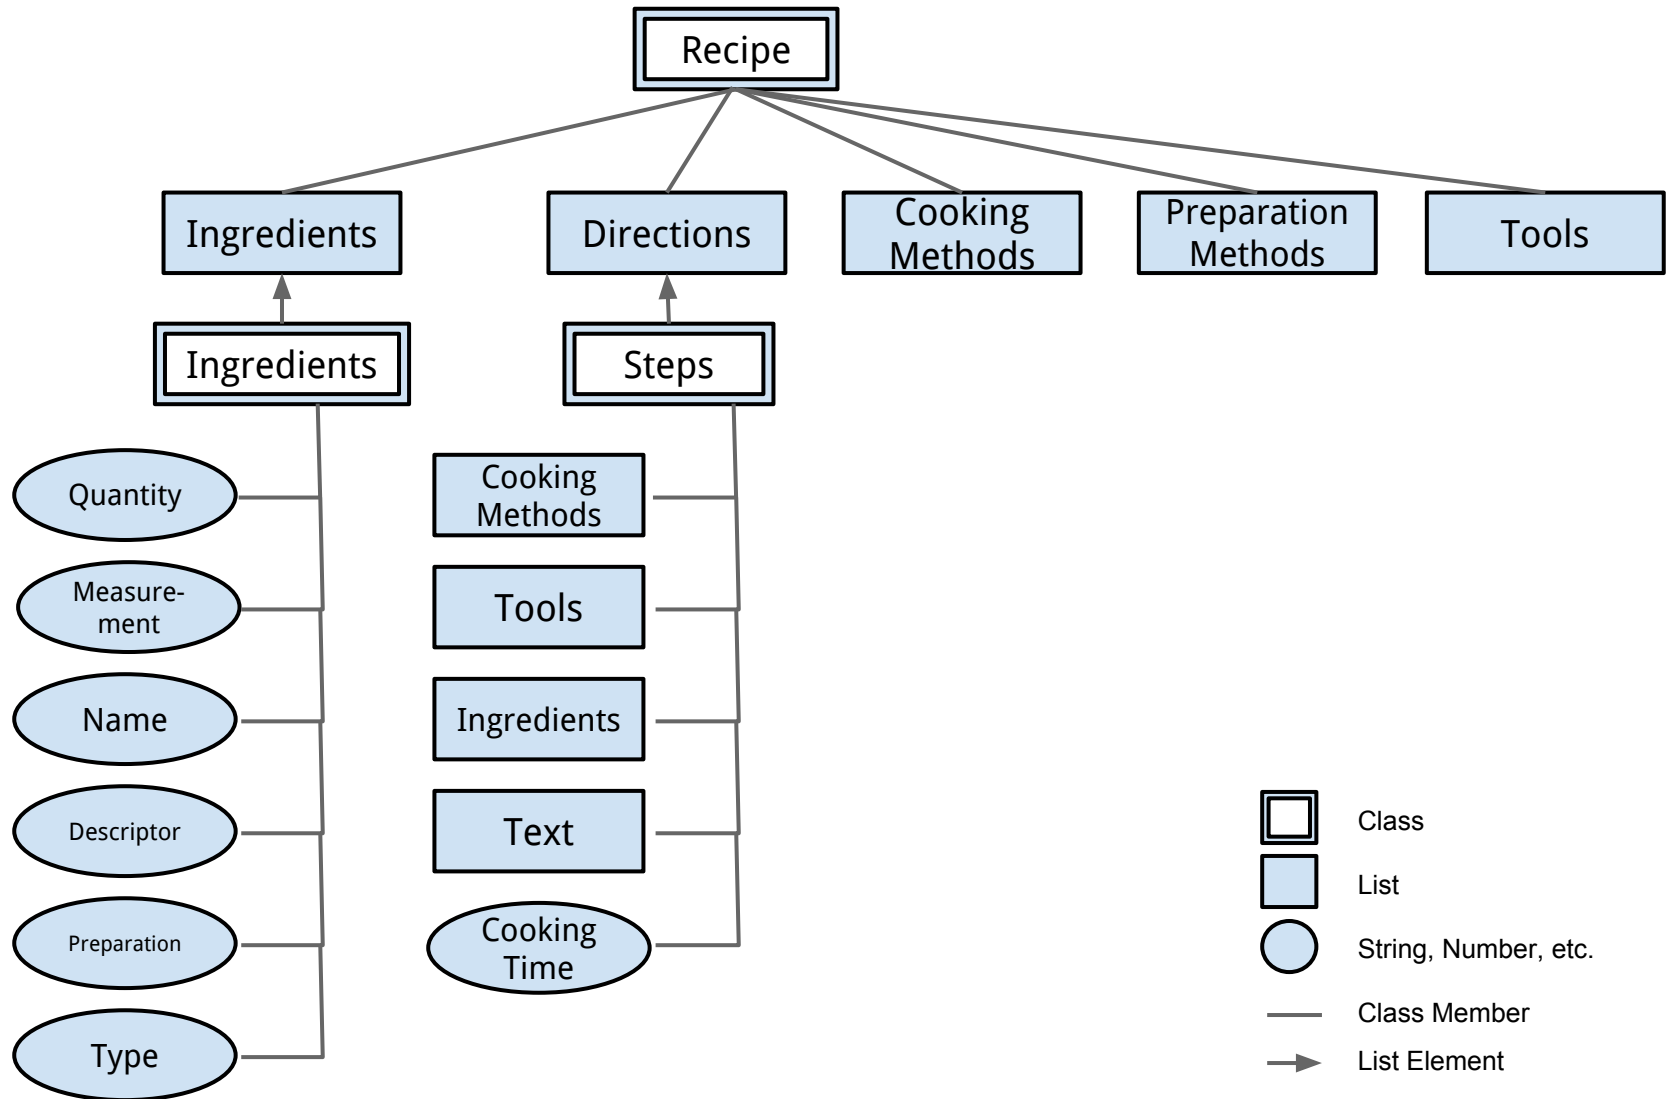 Recipe
Ingredients
Directions
Cooking
Methods
Preparation
Methods
Tools
Ingredients
Steps
Quantity
Measure-
ment
Name
Descriptor
Preparation
Type
Cooking
Methods
Tools
Ingredients
Text
Cooking
Time
Class
List
String, Number, etc.
Class Member
List Element